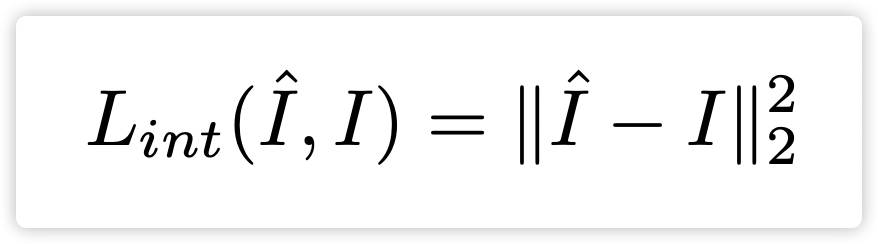 $L_{int}(\hat{I}, I) = \|\hat{I} - I\|_2^2$